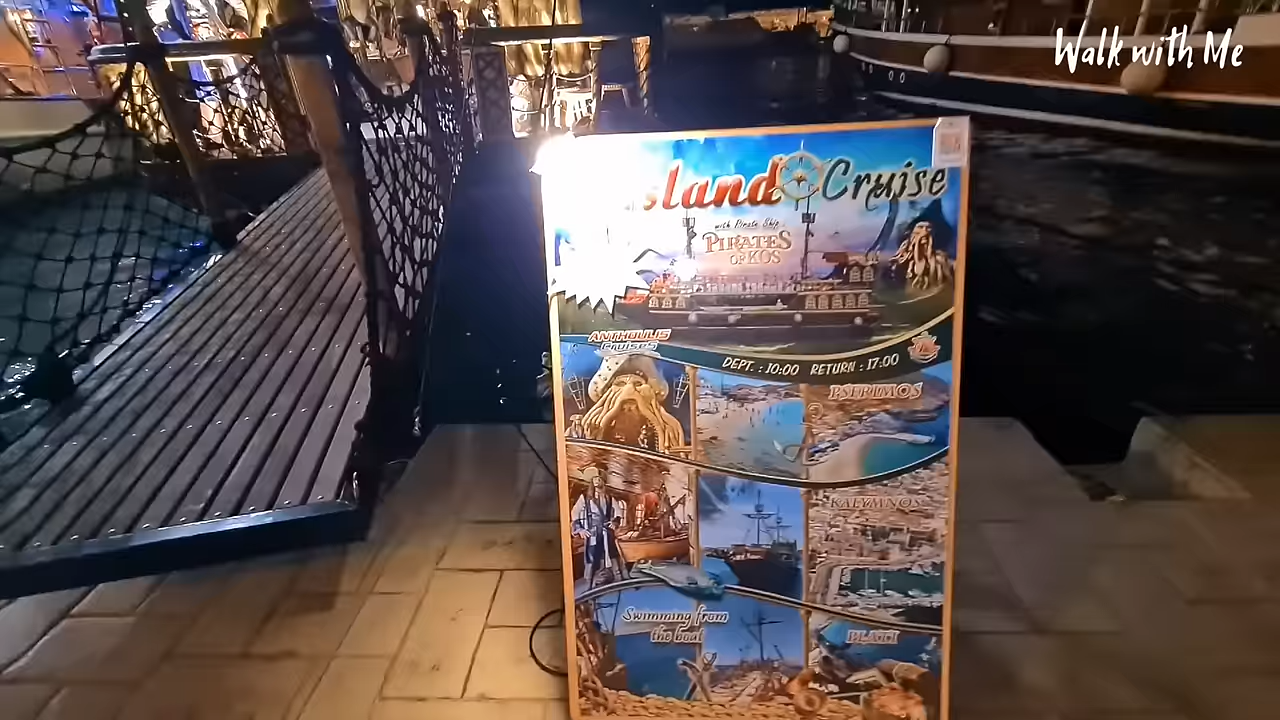 Walk with Me
sland Cruise
with Pirate Ship
PIRATES
OF KOS
ANTHOULIS
Cruises
DEPT. : 10:00 RETURN : 17:00
PSERIMOS
KALYMNOS
Swimming from
the boat
PLATI